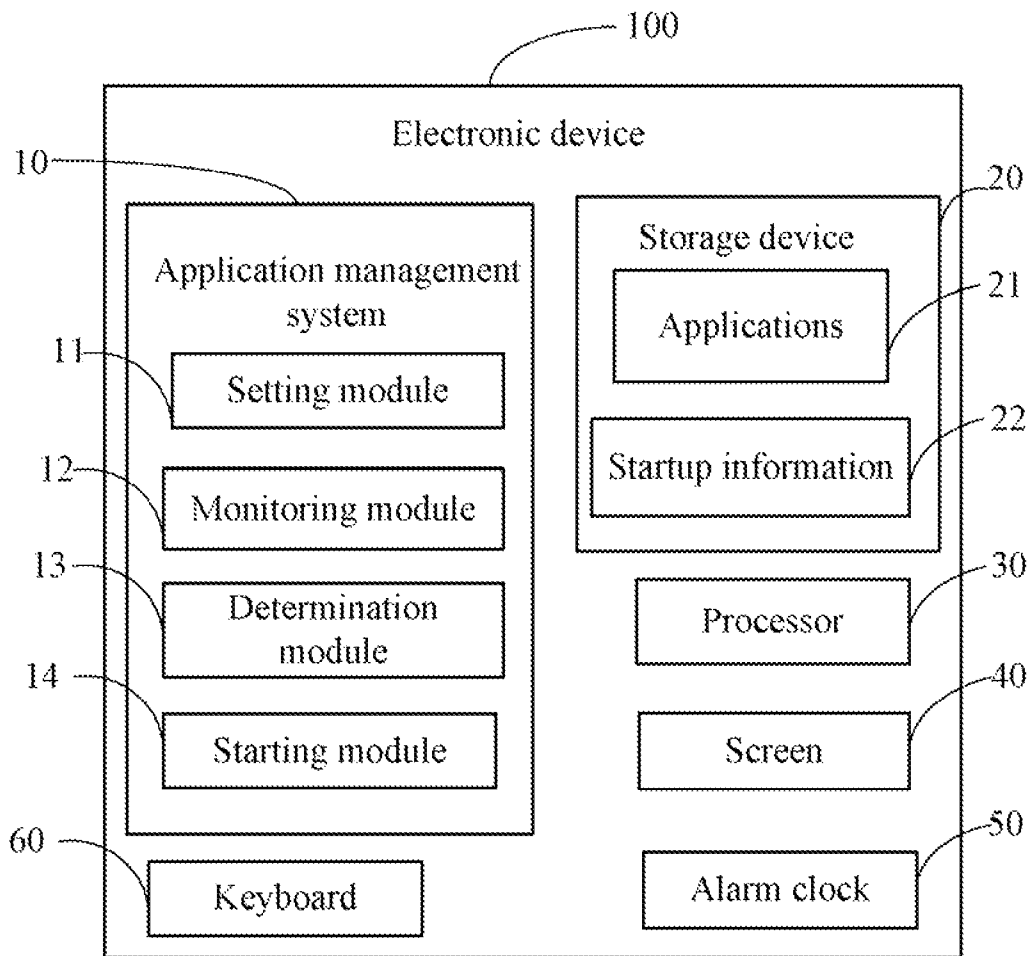 100
Electronic device
10
Application management
system
11
Setting module
12
Monitoring module
13
Determination
module
14
Starting module
60
Keyboard
20
Storage device
21
Applications
22
Startup information
30
Processor
40
Screen
50
Alarm clock